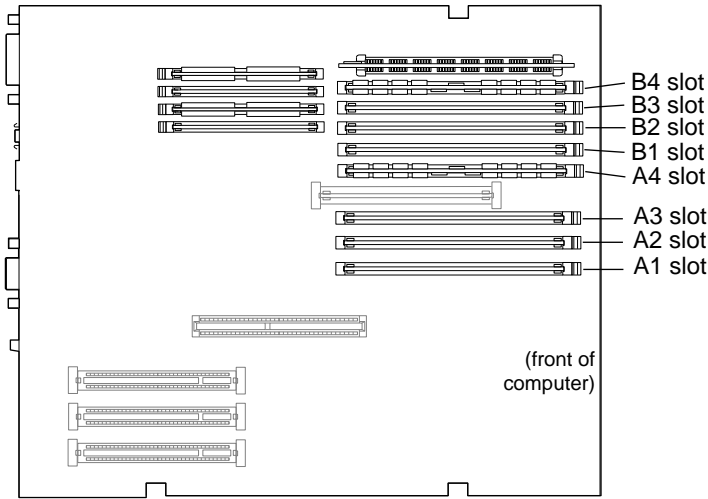 B4 slot
B3 slot
B2 slot
B1 slot
A4 slot
A3 slot
A2 slot
A1 slot
(front of
computer)